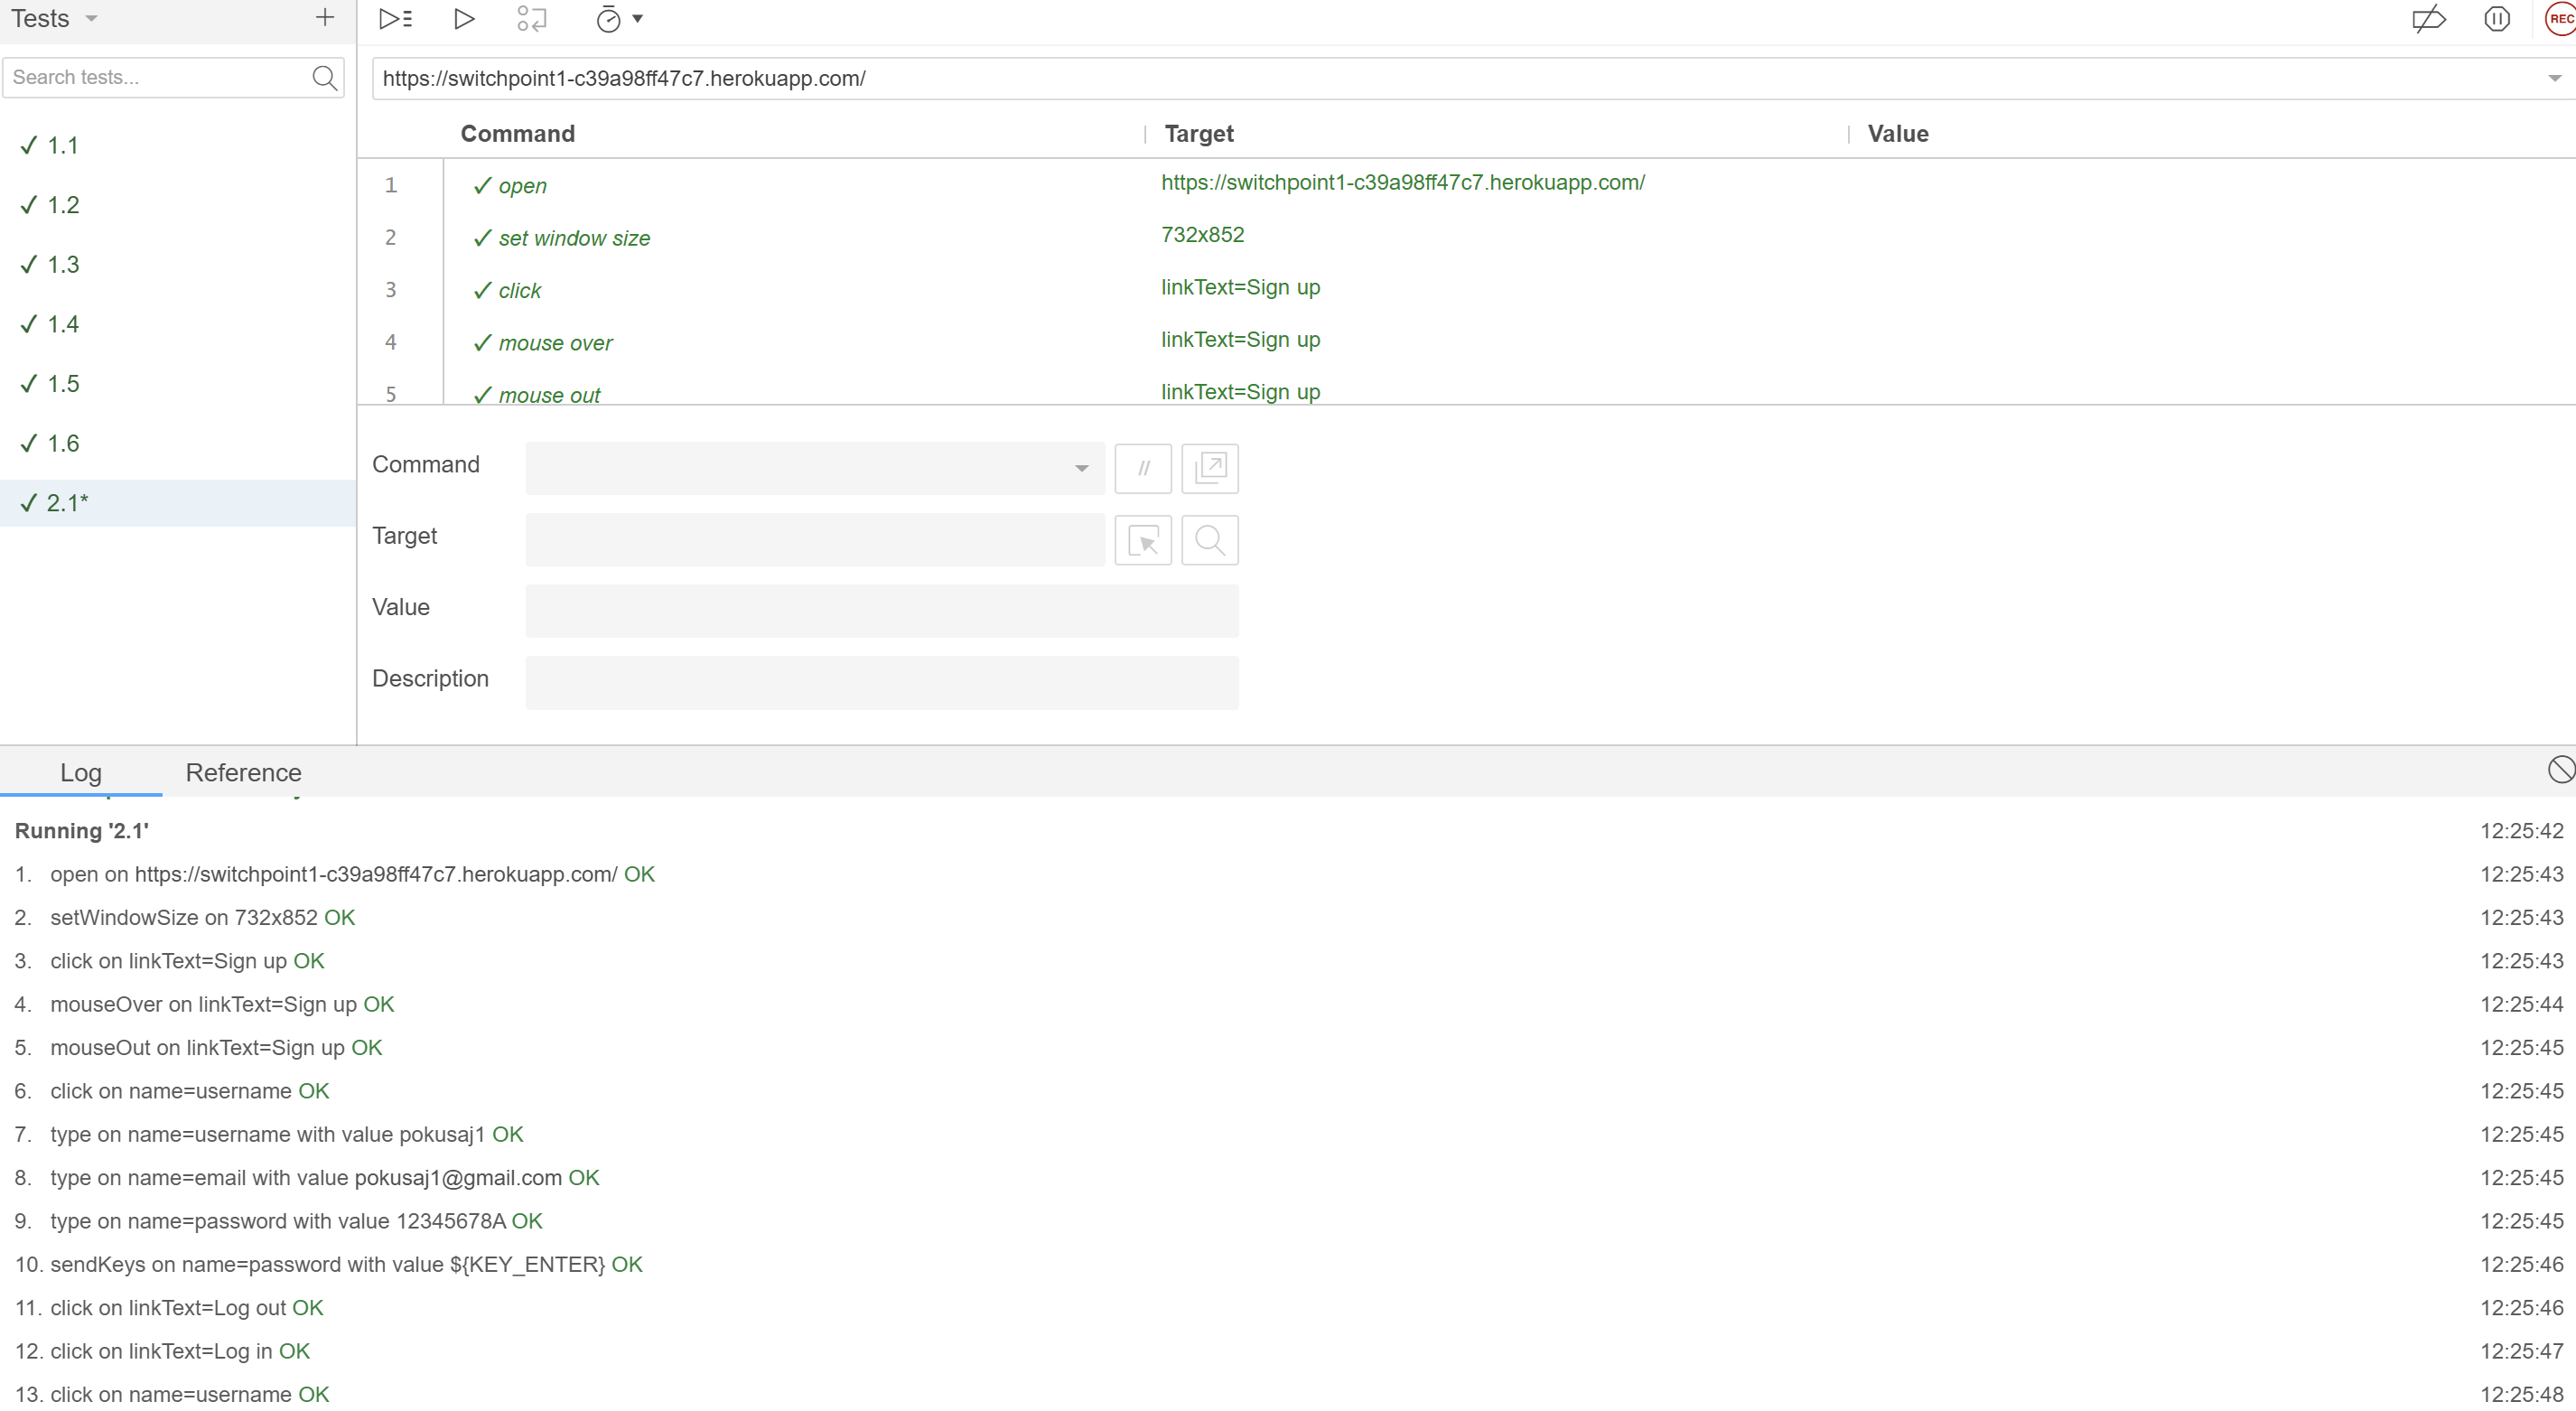 Tests
Search tests...
1.1
1.2
1.3
1.4
1.5
1.6
2.1*
REC
https://switchpoint1-c39a98ff47c7.herokuapp.com/
Command Target Value
1 open https://switchpoint1-c39a98ff47c7.herokuapp.com/
2 set window size 732x852
3 click linkText=Sign up
4 mouse over linkText=Sign up
5 mouse out linkText=Sign up
Command //
Target
Value
Description
Log Reference
Running '2.1' 12:25:42
1. open on https://switchpoint1-c39a98ff47c7.herokuapp.com/ OK 12:25:43
2. setWindowSize on 732x852 OK 12:25:43
3. click on linkText=Sign up OK 12:25:43
4. mouseOver on linkText=Sign up OK 12:25:44
5. mouseOut on linkText=Sign up OK 12:25:45
6. click on name=username OK 12:25:45
7. type on name=username with value pokusaj1 OK 12:25:45
8. type on name=email with value pokusaj1@gmail.com OK 12:25:45
9. type on name=password with value 12345678A OK 12:25:45
10. sendKeys on name=password with value ${KEY_ENTER} OK 12:25:46
11. click on linkText=Log out OK 12:25:46
12. click on linkText=Log in OK 12:25:47
13. click on name=username OK 12:25:48